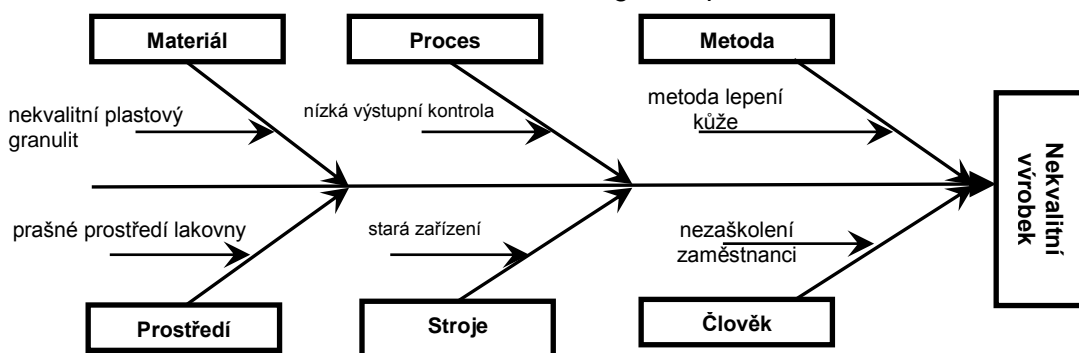 Materiál
Proces
Metoda
nekvalitní plastový
granulit
nízká výstupní kontrola
metoda lepení
kůže
Nekvalitní
výrobek
prašné prostředí lakovny
stará zařízení
nezaškolení
zaměstnanci
Prostředí
Stroje
Člověk